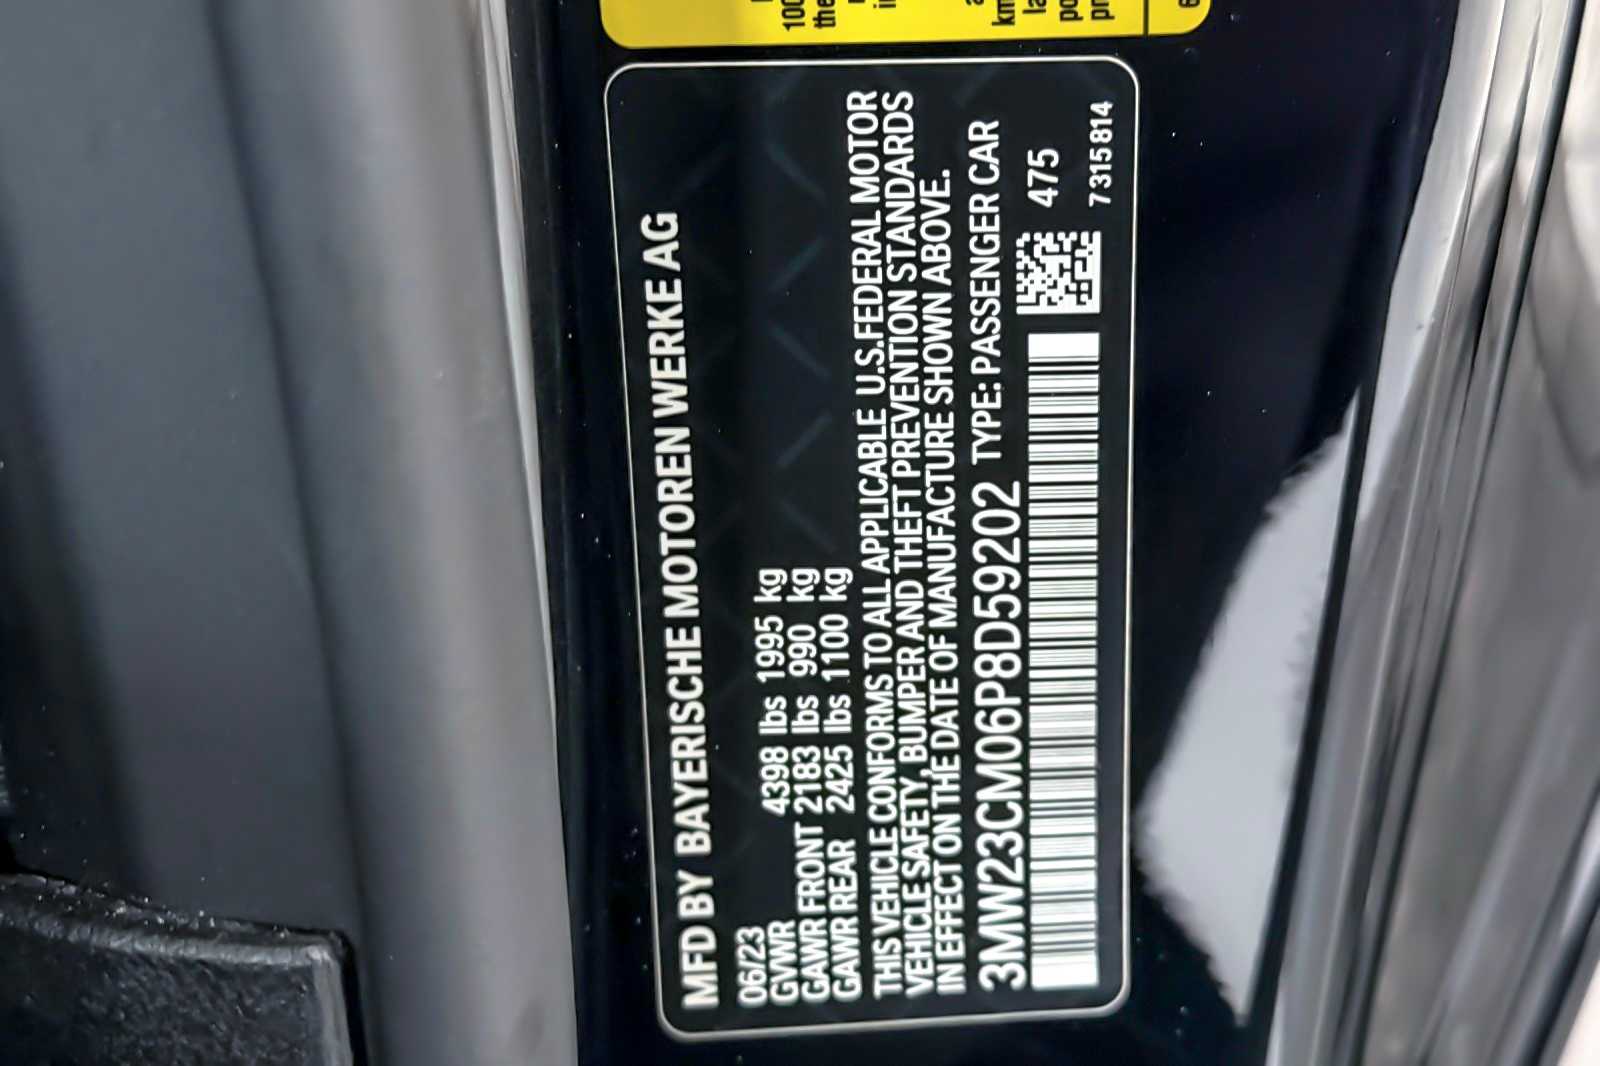 MFD BY BAYERISCHE MOTOREN WERKE AG
06/23
GVWR 4398 lbs 1995 kg
GAWR FRONT 2183 lbs 990 kg
GAWR REAR 2425 lbs 1100 kg
THIS VEHICLE CONFORMS TO ALL APPLICABLE U.S.FEDERAL MOTOR
VEHICLE SAFETY, BUMPER AND THEFT PREVENTION STANDARDS
IN EFFECT ON THE DATE OF MANUFACTURE SHOWN ABOVE.
3MW23CM06P8D59202 TYPE: PASSENGER CAR
475
7315814